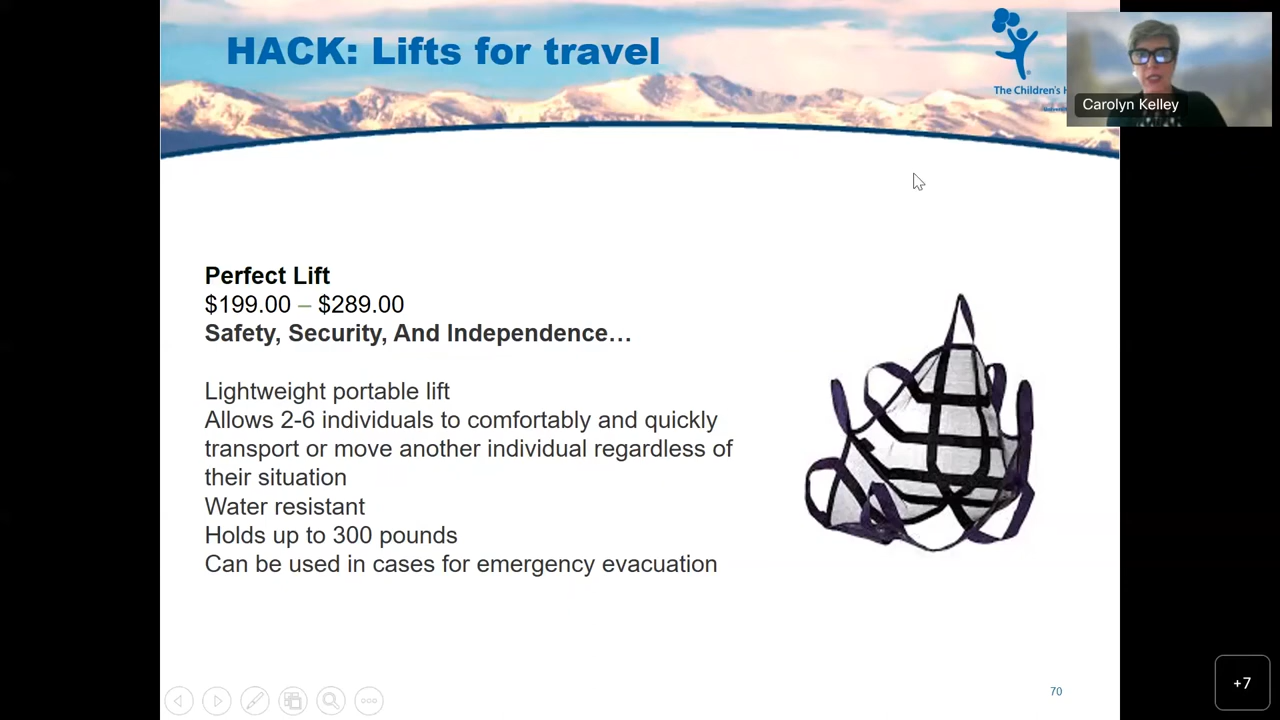 HACK: Lifts for travel
The Children's H
Carolyn Kelley
Perfect Lift
$199.00 – $289.00
Safety, Security, And Independence…
Lightweight portable lift
Allows 2-6 individuals to comfortably and quickly
transport or move another individual regardless of
their situation
Water resistant
Holds up to 300 pounds
Can be used in cases for emergency evacuation
70
+7